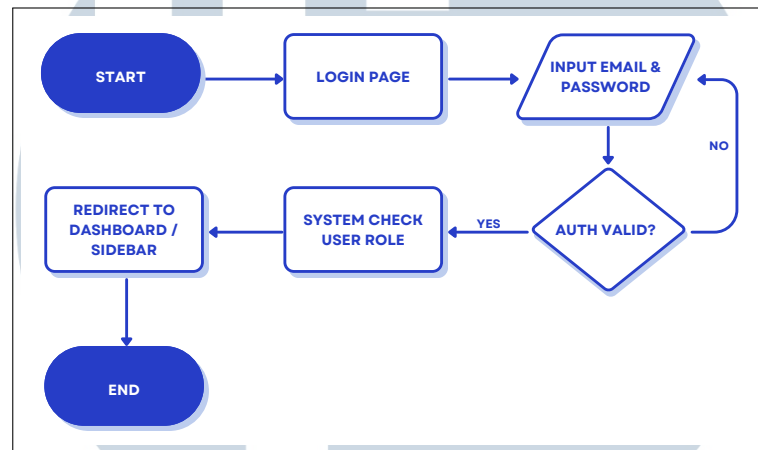 START
LOGIN PAGE
INPUT EMAIL &
PASSWORD
NO
AUTH VALID?
YES
SYSTEM CHECK
USER ROLE
REDIRECT TO
DASHBOARD /
SIDEBAR
END